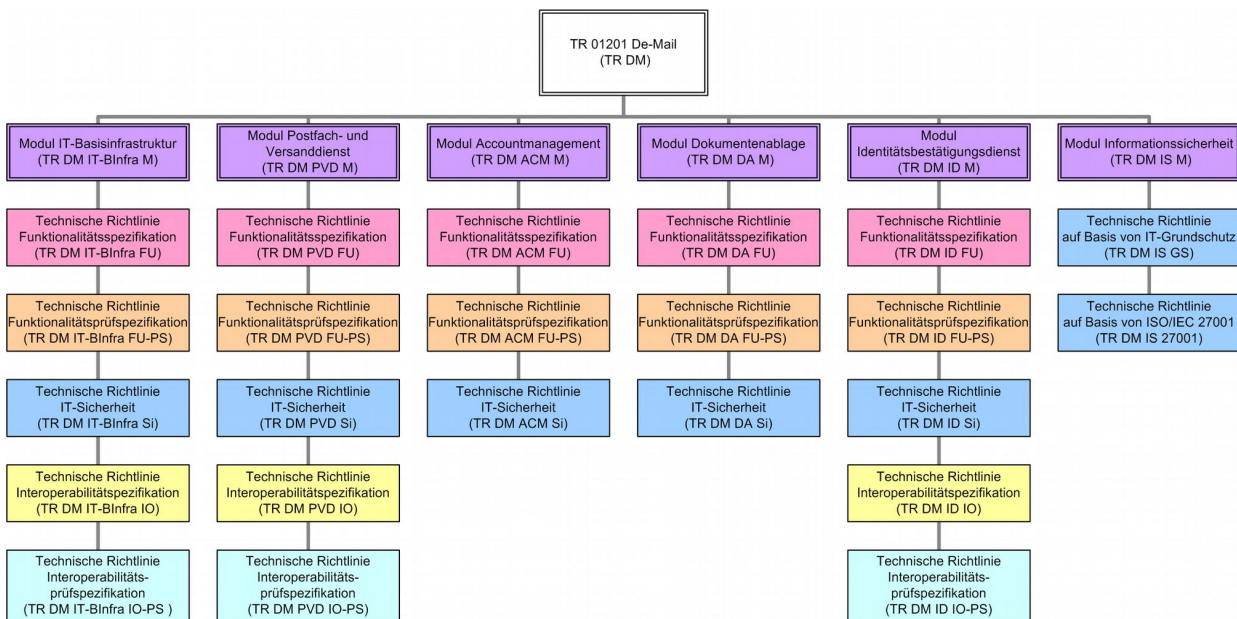 TR 01201 De-Mail
(TR DM)
Modul IT-Basisinfrastruktur
(TR DM IT-BInfra M)
Modul Postfach- und
Versanddienst
(TR DM PVD M)
Modul Accountmanagement
(TR DM ACM M)
Modul Dokumentenablage
(TR DM DA M)
Modul
Identitätsbestätigungsdienst
(TR DM ID M)
Modul Informationssicherheit
(TR DM IS M)
Technische Richtlinie
Funktionalitätsspezifikation
(TR DM IT-BInfra FU)
Technische Richtlinie
Funktionalitätsspezifikation
(TR DM PVD FU)
Technische Richtlinie
Funktionalitätsspezifikation
(TR DM ACM FU)
Technische Richtlinie
Funktionalitätsspezifikation
(TR DM DA FU)
Technische Richtlinie
Funktionalitätsspezifikation
(TR DM ID FU)
Technische Richtlinie
auf Basis von IT-Grundschutz
(TR DM IS GS)
Technische Richtlinie
Funktionalitätsprüfspezifikation
(TR DM IT-BInfra FU-PS)
Technische Richtlinie
Funktionalitätsprüfspezifikation
(TR DM PVD FU-PS)
Technische Richtlinie
Funktionalitätsprüfspezifikation
(TR DM ACM FU-PS)
Technische Richtlinie
Funktionalitätsprüfspezifikation
(TR DM DA FU-PS)
Technische Richtlinie
Funktionalitätsprüfspezifikation
(TR DM ID FU-PS)
Technische Richtlinie
auf Basis von ISO/IEC 27001
(TR DM IS 27001)
Technische Richtlinie
IT-Sicherheit
(TR DM IT-BInfra Si)
Technische Richtlinie
IT-Sicherheit
(TR DM PVD Si)
Technische Richtlinie
IT-Sicherheit
(TR DM ACM Si)
Technische Richtlinie
IT-Sicherheit
(TR DM DA Si)
Technische Richtlinie
IT-Sicherheit
(TR DM ID Si)
Technische Richtlinie
Interoperabilitätspezifikation
(TR DM IT-BInfra IO)
Technische Richtlinie
Interoperabilitätspezifikation
(TR DM PVD IO)
Technische Richtlinie
Interoperabilitätspezifikation
(TR DM ID IO)
Technische Richtlinie
Interoperabilitäts-
prüfspezifikation
(TR DM IT-BInfra IO-PS )
Technische Richtlinie
Interoperabilitäts-
prüfspezifikation
(TR DM PVD IO-PS)
Technische Richtlinie
Interoperabilitäts-
prüfspezifikation
(TR DM ID IO-PS)